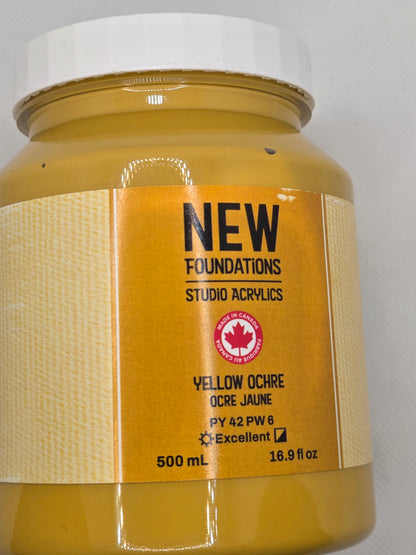 NEW
FOUNDATIONS
STUDIO ACRYLICS
MADE IN CANADA
FABRIQUÉ AU CANADA
YELLOW OCHRE
OCRE JAUNE
PY 42 PW 6
Excellent
500 mL 16.9 fl oz